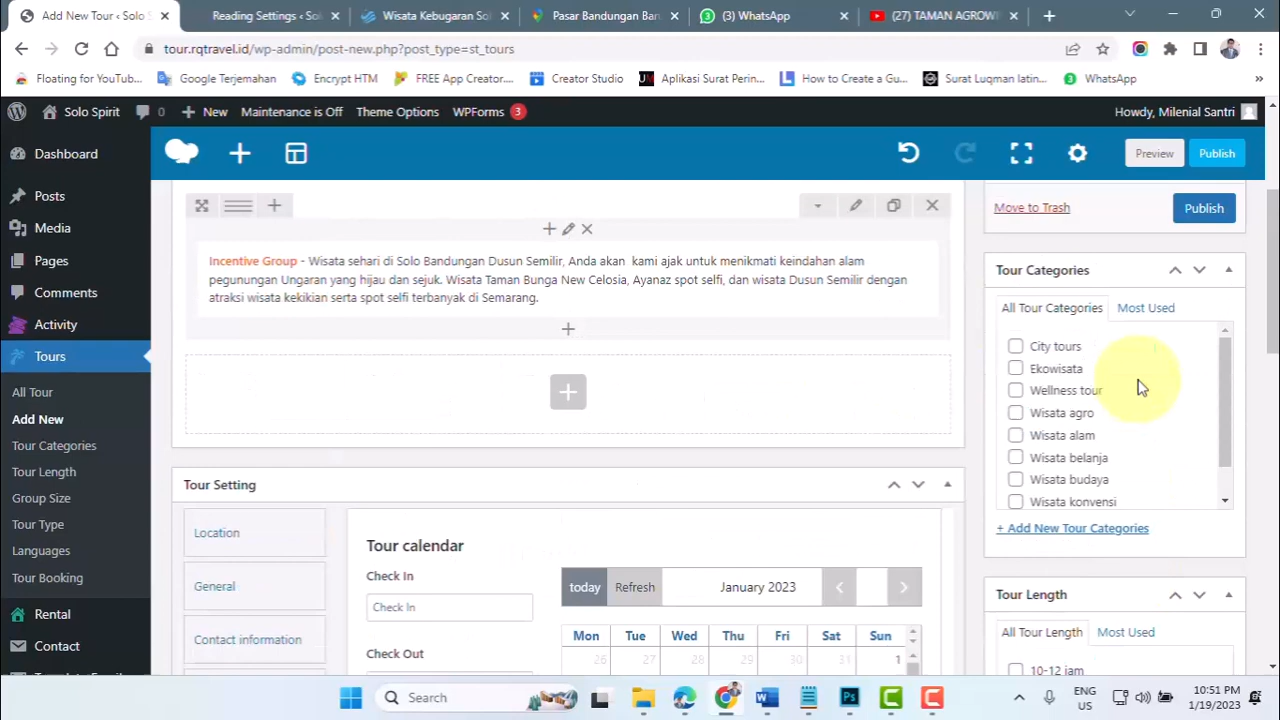 Add New Tour ‹ Sol
Reading Settings ‹ Sol
Wisata Kebugaran Sol
Pasar Bandungan Ban
(3) WhatsApp
(27) TAMAN AGROWI
tour.rqtravel.id/wp-admin/post-new.php?post_type=st_tours
Floating for YouTub...
Google Terjemahan
Encrypt HTM
FREE App Creator....
Creator Studio
Aplikasi Surat Perin...
How to Create a Gu...
Surat Luqman latin...
WhatsApp
»
Solo Spirit
0
New
Maintenance is Off
Theme Options
WPForms
3
Howdy, Milenial Santri
Dashboard
Posts
Media
Pages
Comments
Activity
Tours
All Tour
Add New
Tour Categories
Tour Length
Group Size
Tour Type
Languages
Tour Booking
Rental
Contact
Preview
Publish
Incentive Group - Wisata sehari di Solo Bandungan Dusun Semilir, Anda akan kami ajak untuk menikmati keindahan alam
pegunungan Ungaran yang hijau dan sejuk. Wisata Taman Bunga New Celosia, Ayanaz spot selfi, dan wisata Dusun Semilir dengan
atraksi wisata kekikian serta spot selfi terbanyak di Semarang.
Tour Setting
Location
General
Contact information
Tour calendar
Check In
Check In
Check Out
today
Refresh
January 2023
Mon Tue Wed Thu Fri Sat Sun
26 27 28 29 30 31 1
Move to Trash
Publish
Tour Categories
All Tour Categories
Most Used
City tours
Ekowisata
Wellness tour
Wisata agro
Wisata alam
Wisata belanja
Wisata budaya
Wisata konvensi
+ Add New Tour Categories
Tour Length
All Tour Length
Most Used
10-12 jam
Search
ENG
US
10:51 PM
1/19/2023